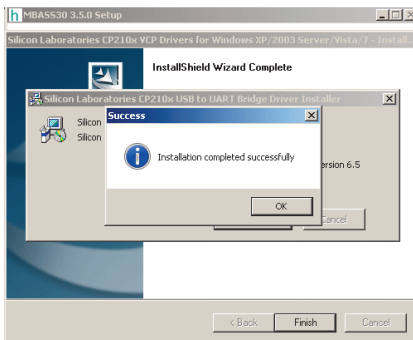 MBASS30 3.5.0 Setup
Silicon Laboratories CP210x VCP Drivers for Windows XP/2003 Server/Vista/7 - Install...
InstallShield Wizard Complete
Silicon Laboratories CP210x USB to UART Bridge Driver Installer
Success
Silicon
Silicon
Installation completed successfully
ersion 6.5
OK
Cancel
< Back
Finish
Cancel